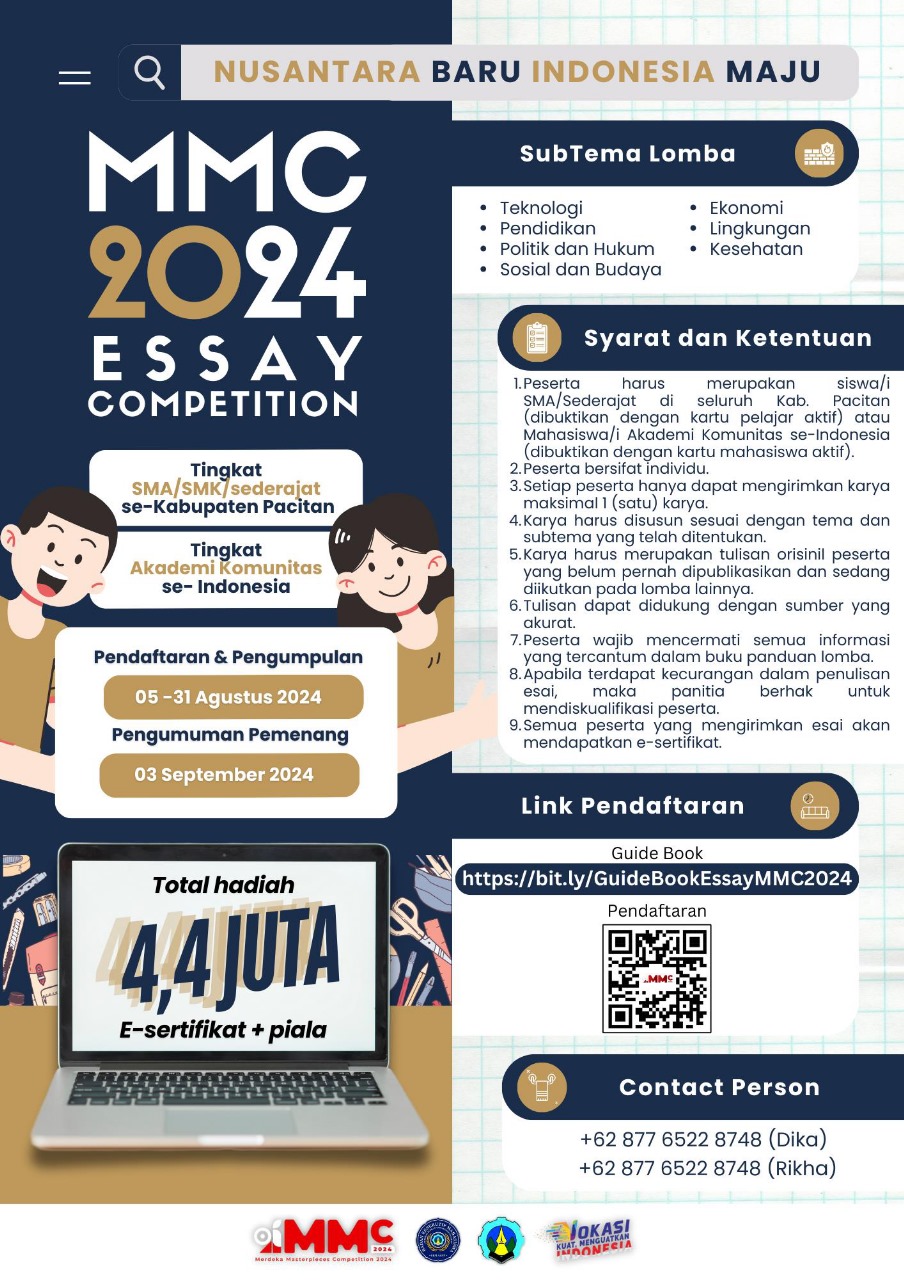 NUSANTARA BARU INDONESIA MAJU
MMC
2024
ESSAY
COMPETITION
Tingkat
SMA/SMK/sederajat
se-Kabupaten Pacitan
Tingkat
Akademi Komunitas
se- Indonesia
Pendaftaran & Pengumpulan
05 -31 Agustus 2024
Pengumuman Pemenang
03 September 2024
Total hadiah
4,4 JUTA
E-sertifikat + piala
SubTema Lomba
• Teknologi
• Pendidikan
• Politik dan Hukum
• Sosial dan Budaya
• Ekonomi
• Lingkungan
• Kesehatan
Syarat dan Ketentuan
1. Peserta harus merupakan siswa/i
SMA/Sederajat di seluruh Kab. Pacitan
(dibuktikan dengan kartu pelajar aktif) atau
Mahasiswa/i Akademi Komunitas se-Indonesia
(dibuktikan dengan kartu mahasiswa aktif).
2. Peserta bersifat individu.
3. Setiap peserta hanya dapat mengirimkan karya
maksimal 1 (satu) karya.
4. Karya harus disusun sesuai dengan tema dan
subtema yang telah ditentukan.
5. Karya harus merupakan tulisan orisinil peserta
yang belum pernah dipublikasikan dan sedang
diikutkan pada lomba lainnya.
6. Tulisan dapat didukung dengan sumber yang
akurat.
7. Peserta wajib mencermati semua informasi
yang tercantum dalam buku panduan lomba.
8. Apabila terdapat kecurangan dalam penulisan
esai, maka panitia berhak untuk
mendiskualifikasi peserta.
9. Semua peserta yang mengirimkan esai akan
mendapatkan e-sertifikat.
Link Pendaftaran
Guide Book
https://bit.ly/GuideBookEssayMMC2024
Pendaftaran
MMC
Contact Person
+62 877 6522 8748 (Dika)
+62 877 6522 8748 (Rikha)
MMC
2024
Merdeka Masterpieces Competition 2024
VOKASI
KUAT, MENGUATKAN
INDONESIA